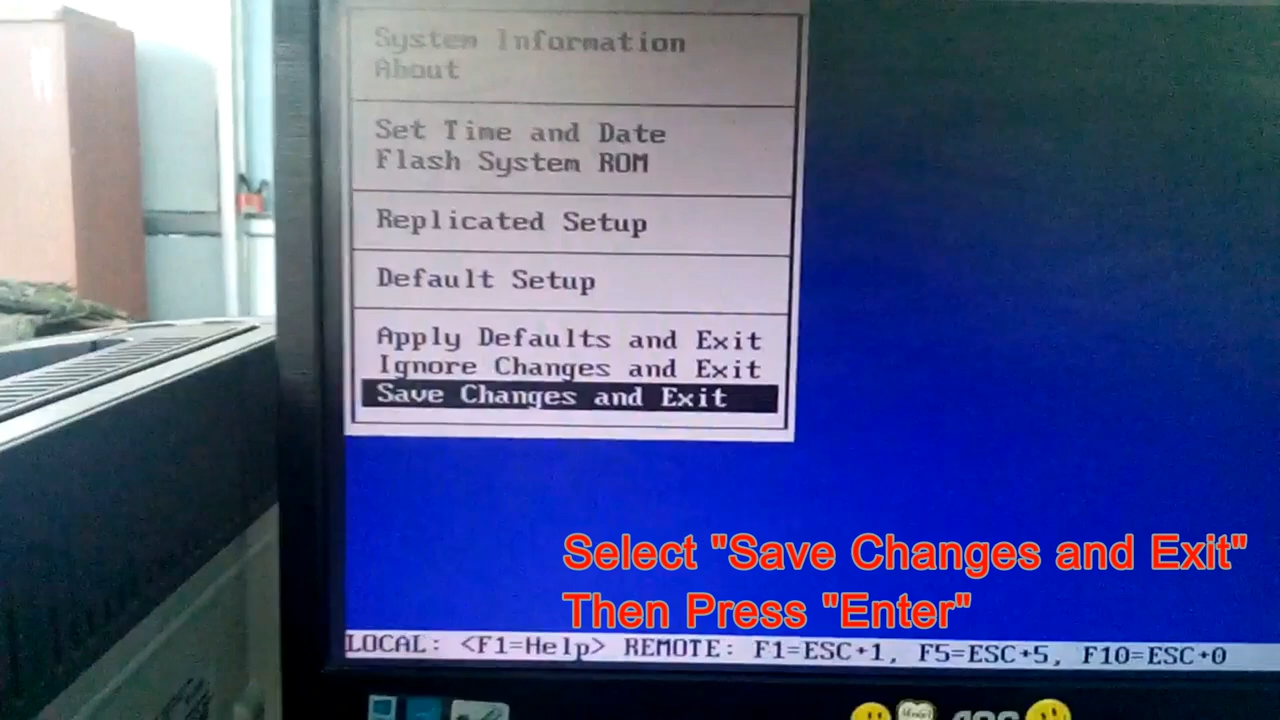 System Information
About
Set Time and Date
Flash System ROM
Replicated Setup
Default Setup
Apply Defaults and Exit
Ignore Changes and Exit
Save Changes and Exit
Select "Save Changes and Exit"
Then Press "Enter"
LOCAL: <F1=Help> REMOTE: F1=ESC+1, F5=ESC+5, F10=ESC+0